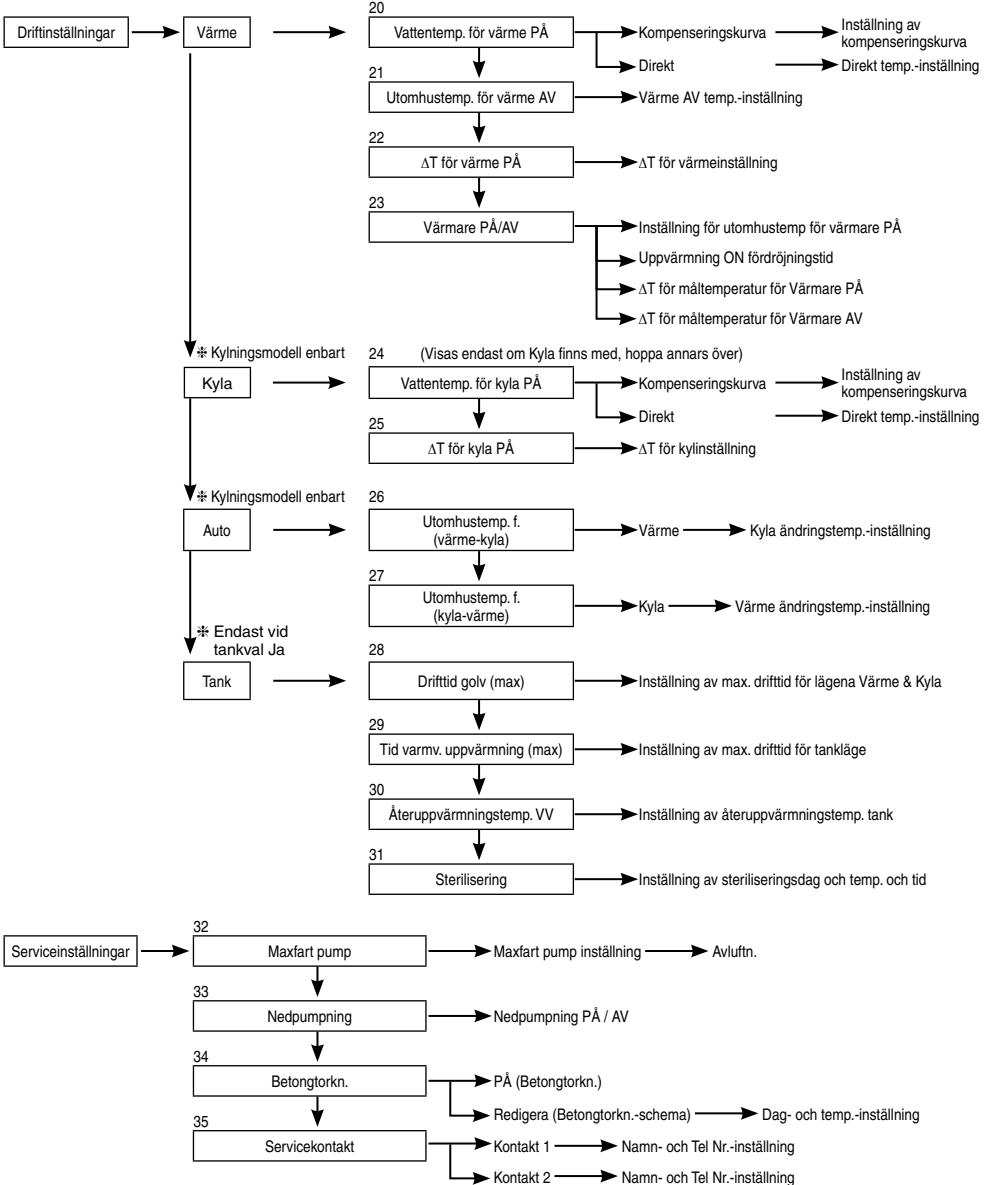 20
Driftinställningar
Värme
Vattentemp. för värme PÅ
Kompenseringskurva
Inställning av
kompenseringskurva
Direkt
Direkt temp.-inställning
21
Utomhustemp. för värme AV
Värme AV temp.-inställning
22
ΔT för värme PÅ
ΔT för värmeinställning
23
Värmare PÅ/AV
Inställning för utomhustemp för värmare PÅ
Uppvärmning ON fördröjningstid
ΔT för måltemperatur för Värmare PÅ
ΔT för måltemperatur för Värmare AV
❉ Kylningsmodell enbart
24 (Visas endast om Kyla finns med, hoppa annars över)
Kyla
Vattentemp. för kyla PÅ
Kompenseringskurva
Inställning av
kompenseringskurva
Direkt
Direkt temp.-inställning
25
ΔT för kyla PÅ
ΔT för kylinställning
❉ Kylningsmodell enbart
26
Auto
Utomhustemp. f.
(värme-kyla)
Värme
Kyla ändringstemp.-inställning
27
Utomhustemp. f.
(kyla-värme)
Kyla
Värme ändringstemp.-inställning
❉ Endast vid
tankval Ja
28
Tank
Drifttid golv (max)
Inställning av max. drifttid för lägena Värme & Kyla
29
Tid varmv. uppvärmning (max)
Inställning av max. drifttid för tankläge
30
Återuppvärmningstemp. VV
Inställning av återuppvärmningstemp. tank
31
Sterilisering
Inställning av steriliseringsdag och temp. och tid
32
Serviceinställningar
Maxfart pump
Maxfart pump inställning
Avluftn.
33
Nedpumpning
Nedpumpning PÅ / AV
34
Betongtorkn.
PÅ (Betongtorkn.)
Redigera (Betongtorkn.-schema)
Dag- och temp.-inställning
35
Servicekontakt
Kontakt 1
Namn- och Tel Nr.-inställning
Kontakt 2
Namn- och Tel Nr.-inställning